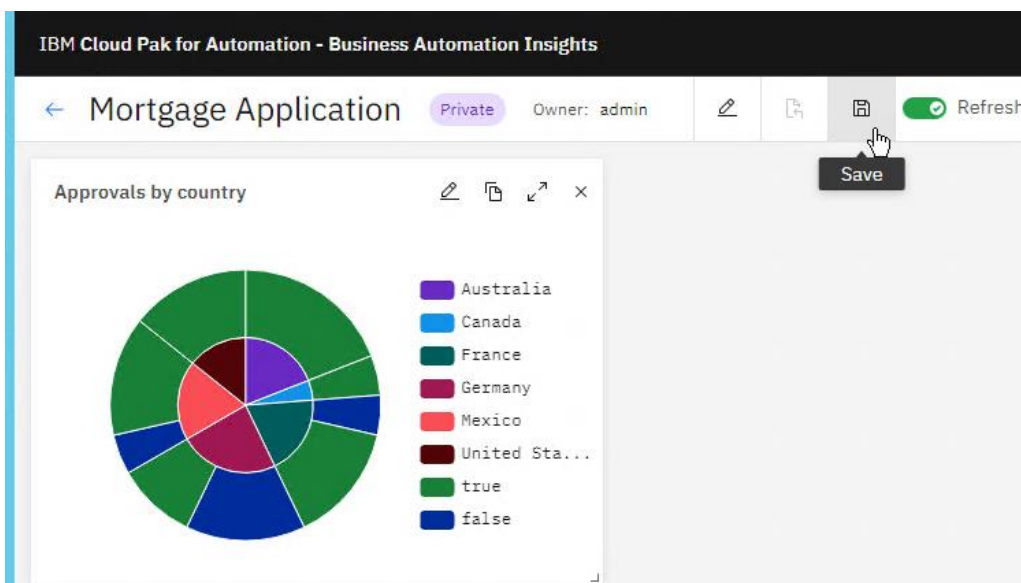 IBM Cloud Pak for Automation - Business Automation Insights
Mortgage Application Private Owner: admin Refresh
Save
Approvals by country
Australia
Canada
France
Germany
Mexico
United Sta...
true
false